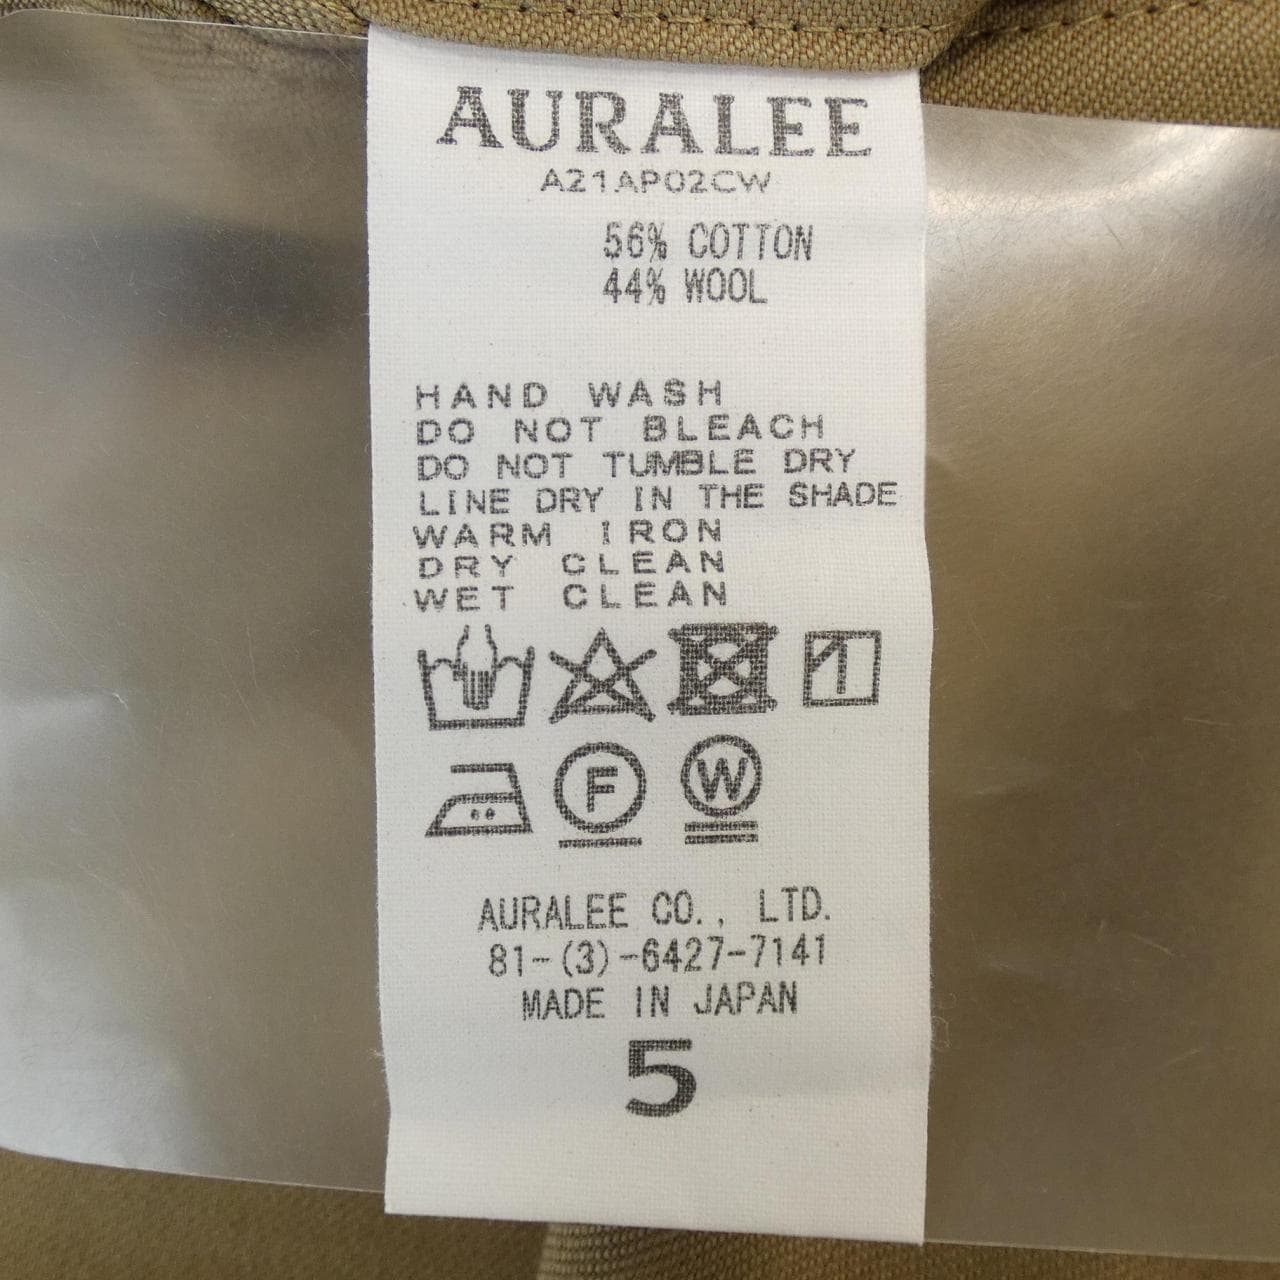 AURALEE
A21AP02CW
56% COTTON
44% WOOL
HAND WASH
DO NOT BLEACH
DO NOT TUMBLE DRY
LINE DRY IN THE SHADE
WARM IRON
DRY CLEAN
WET CLEAN
F W
AURALEE CO., LTD.
81-(3)-6427-7141
MADE IN JAPAN
5